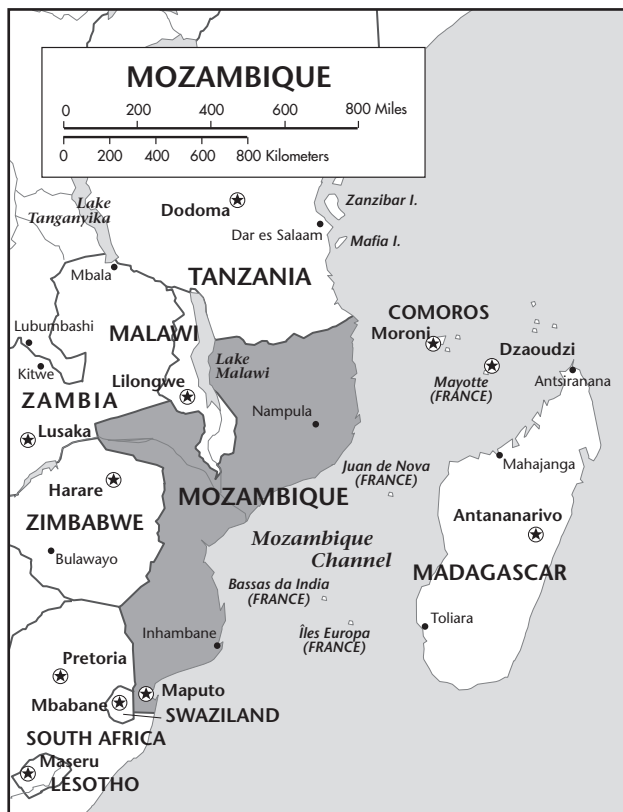 MOZAMBIQUE
0 200 400 600 800 Miles
0 200 400 600 800 Kilometers
Lake
Tanganyika
Dodoma
Zanzibar I.
Dar es Salaam
Mafia I.
Mbala
TANZANIA
COMOROS
Lubumbashi
MALAWI
Moroni
Dzaoudzi
Kitwe
Lake
Malawi
Lilongwe
Mayotte
(FRANCE)
Antsiranana
ZAMBIA
Nampula
Lusaka
Juan de Nova
(FRANCE)
Mahajanga
Harare
MOZAMBIQUE
ZIMBABWE
Antananarivo
Mozambique
Channel
Bulawayo
MADAGASCAR
Bassas da India
(FRANCE)
Toliara
Inhambane
Îles Europa
(FRANCE)
Pretoria
Maputo
Mbabane
SWAZILAND
SOUTH AFRICA
Maseru
LESOTHO